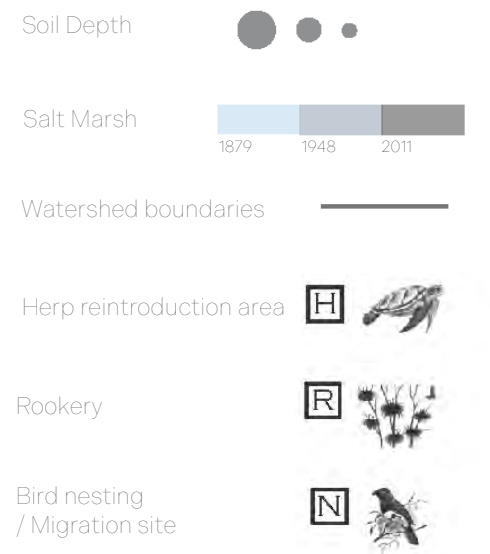 Soil Depth
Salt Marsh
1879 1948 2011
Watershed boundaries
Herp reintroduction area H
Rookery R
Bird nesting
/ Migration site N